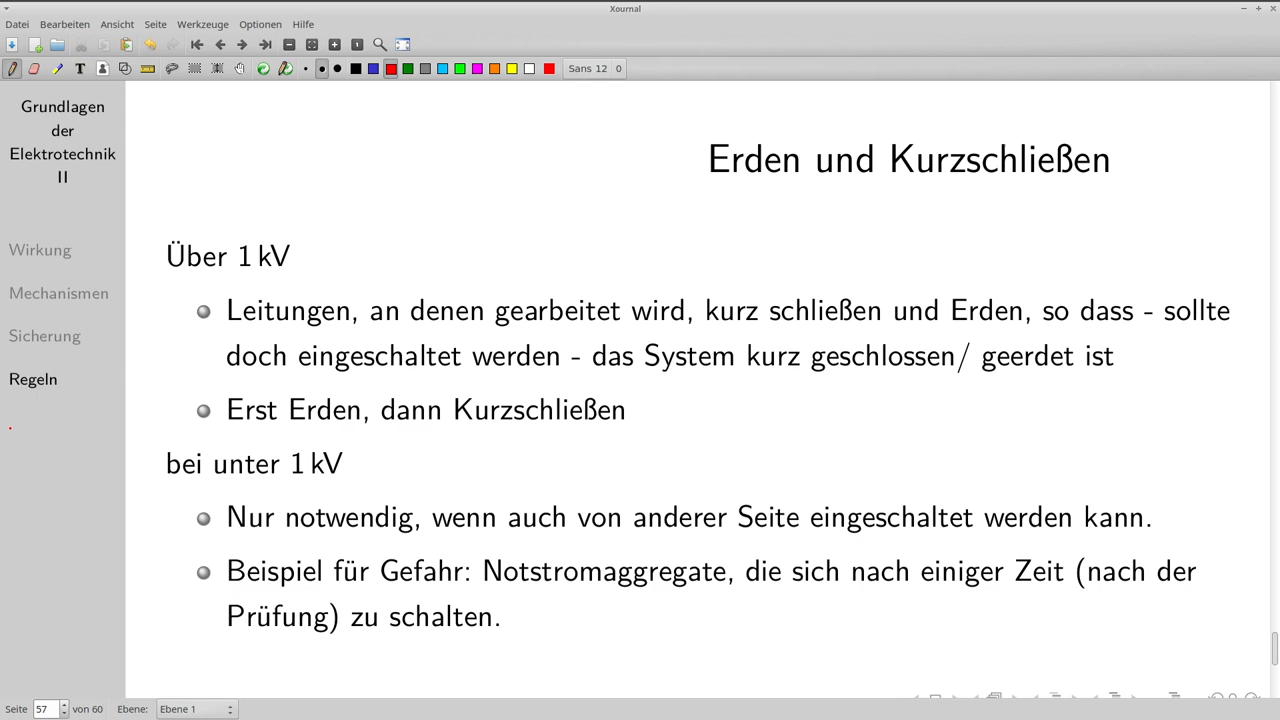 Xournal
Datei Bearbeiten Ansicht Seite Werkzeuge Optionen Hilfe
Sans 12 0
Grundlagen
der
Elektrotechnik
II
Wirkung
Mechanismen
Sicherung
Regeln
Erden und Kurzschließen
Über 1 kV
Leitungen, an denen gearbeitet wird, kurz schließen und Erden, so dass - sollte
doch eingeschaltet werden - das System kurz geschlossen/ geerdet ist
Erst Erden, dann Kurzschließen
bei unter 1 kV
Nur notwendig, wenn auch von anderer Seite eingeschaltet werden kann.
Beispiel für Gefahr: Notstromaggregate, die sich nach einiger Zeit (nach der
Prüfung) zu schalten.
Seite 57 von 60 Ebene: Ebene 1